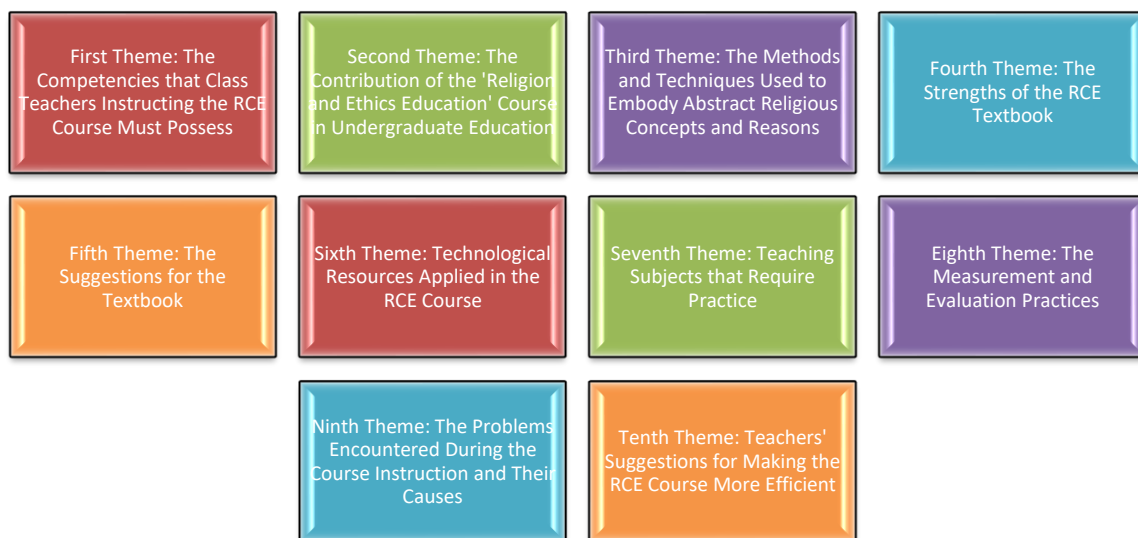 First Theme: The
Competencies that Class
Teachers Instructing the RCE
Course Must Possess
Second Theme: The
Contribution of the 'Religion
and Ethics Education' Course
in Undergraduate Education
Third Theme: The Methods
and Techniques Used to
Embody Abstract Religious
Concepts and Reasons
Fourth Theme: The
Strengths of the RCE
Textbook
Fifth Theme: The
Suggestions for the
Textbook
Sixth Theme: Technological
Resources Applied in the
RCE Course
Seventh Theme: Teaching
Subjects that Require
Practice
Eighth Theme: The
Measurement and
Evaluation Practices
Ninth Theme: The Problems
Encountered During the
Course Instruction and Their
Causes
Tenth Theme: Teachers'
Suggestions for Making the
RCE Course More Efficient